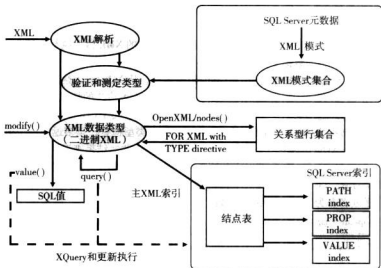 SQL Server元数据
XML
XML解析
XML 模式
验证和测定类型
XML模式集合
modify()
XML数据类型
(二进制XML)
OpenXML/nodes()
FOR XML with
TYPE directive
关系型行集合
value()
query()
SQL值
主XML索引
SQL Server索引
结点表
PATH
index
PROP
index
VALUE
index
XQuery和更新执行